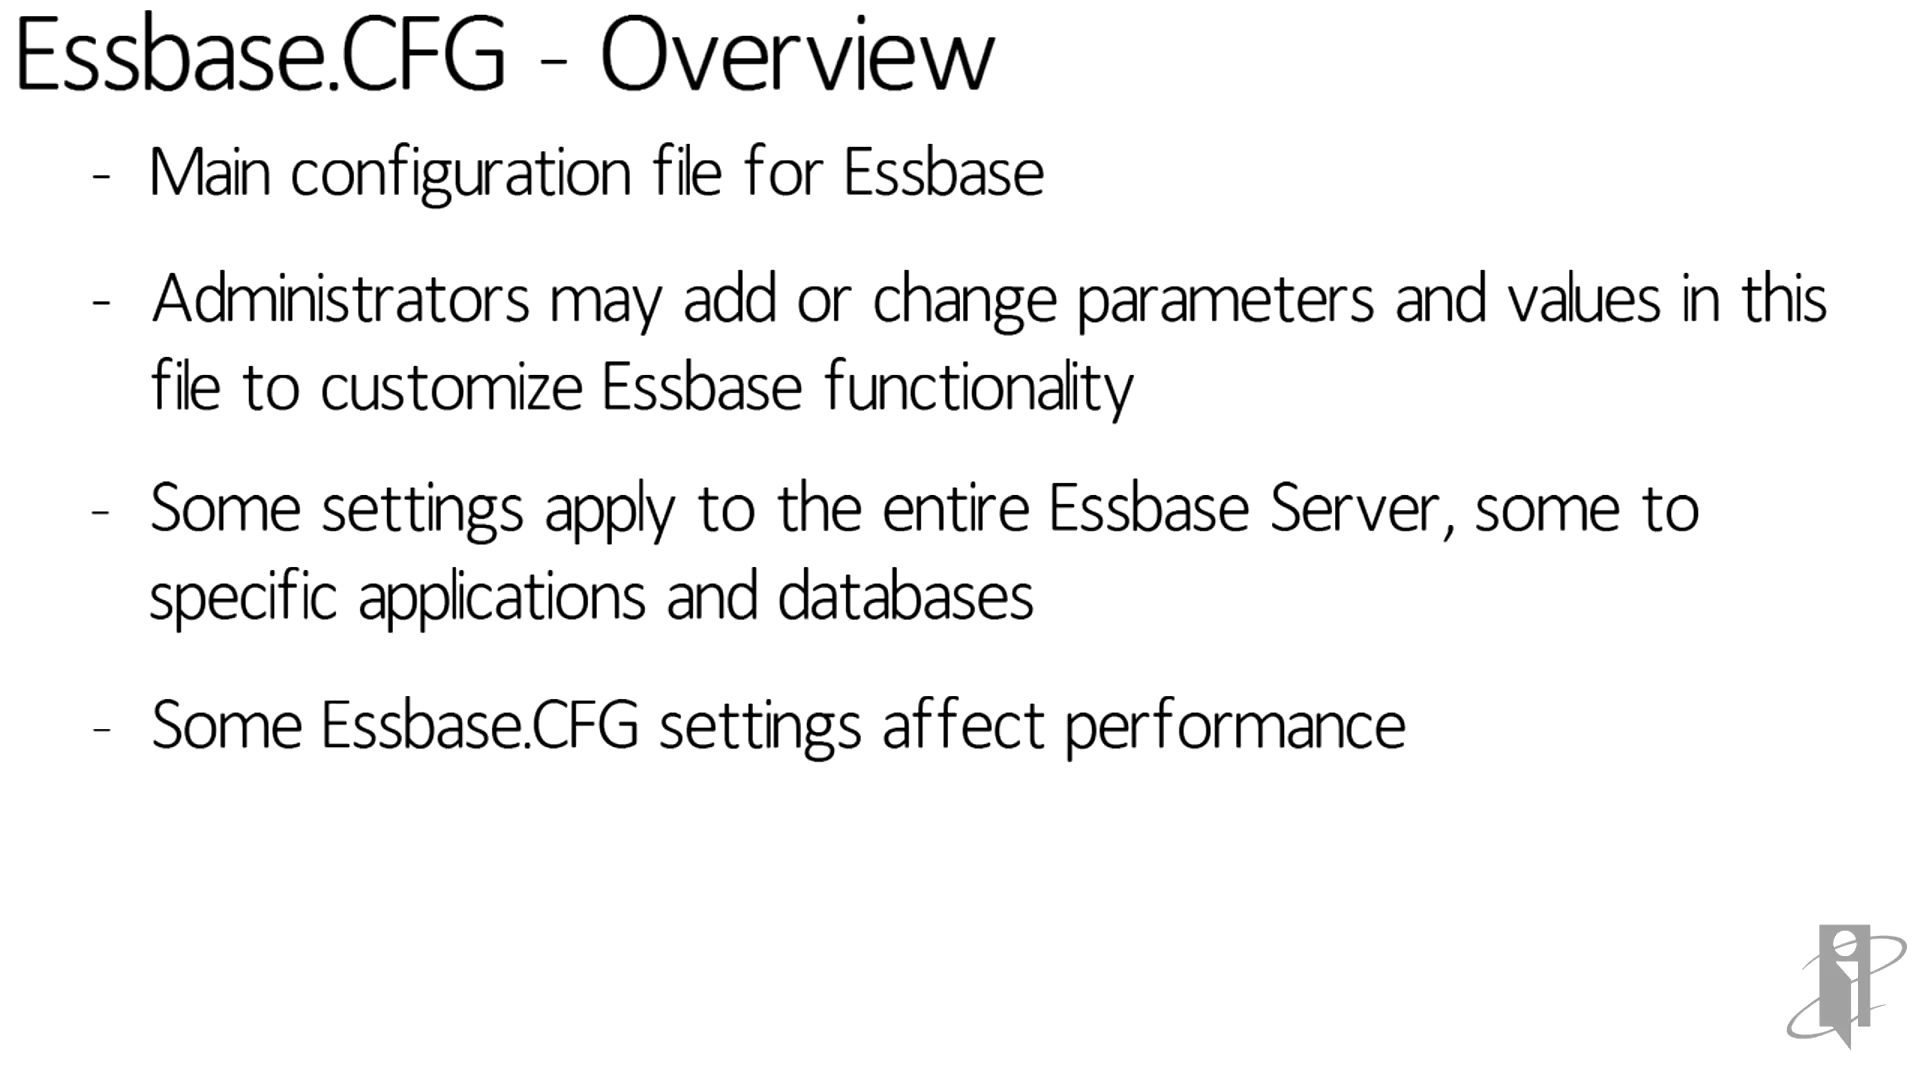 Essbase.CFG - Overview
- Main configuration file for Essbase
- Administrators may add or change parameters and values in this
file to customize Essbase functionality
- Some settings apply to the entire Essbase Server, some to
specific applications and databases
- Some Essbase.CFG settings affect performance